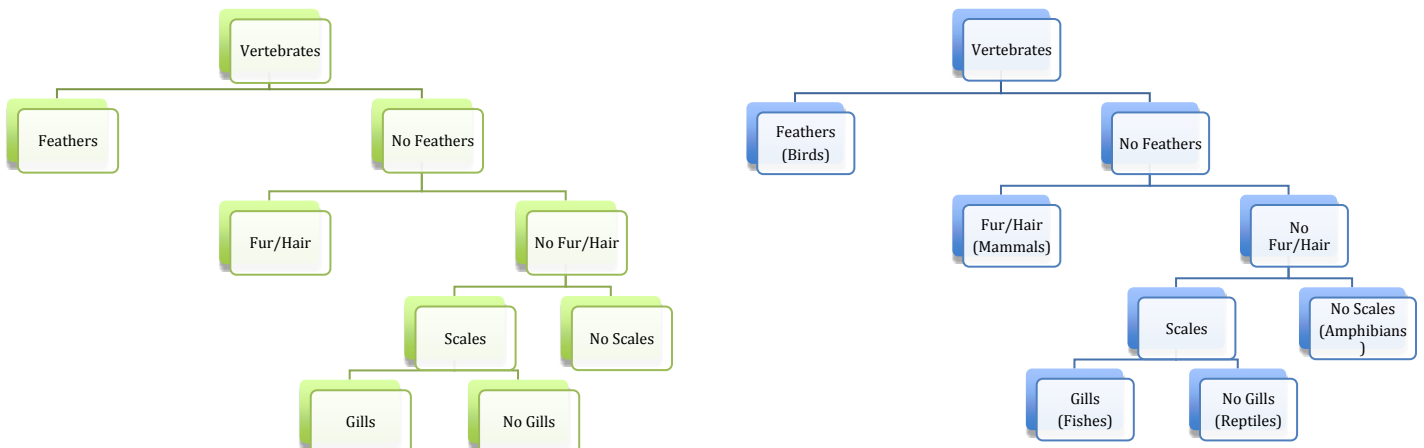 Vertebrates
Feathers
No Feathers
Fur/Hair
No Fur/Hair
Scales
No Scales
Gills
No Gills
Vertebrates
Feathers
(Birds)
No Feathers
Fur/Hair
(Mammals)
No
Fur/Hair
Scales
No Scales
(Amphibians
)
Gills
(Fishes)
No Gills
(Reptiles)